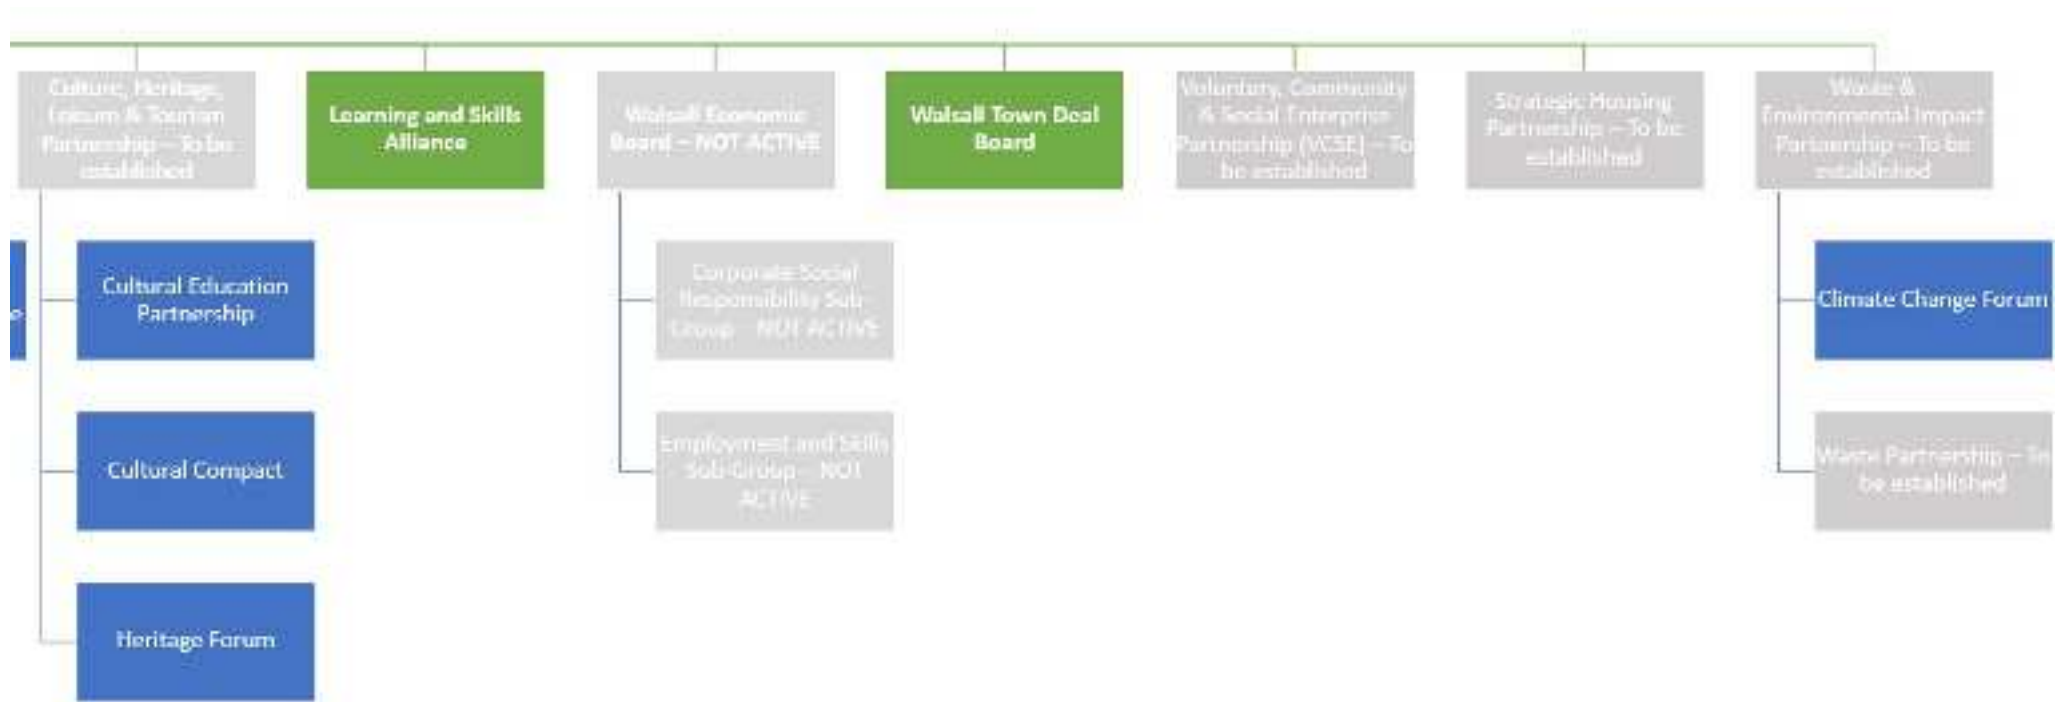 Culture, Heritage,
Leisure & Tourism
Partnership – To be
established
Learning and Skills
Alliance
Walsall Economic
Board – NOT ACTIVE
Walsall Town Deal
Board
Voluntary, Community
& Social Enterprise
Partnership (VCSE) – To
be established
Strategic Housing
Partnership – To be
established
Waste &
Environmental Impact
Partnership – To be
established
e
Cultural Education
Partnership
Corporate Social
Responsibility Sub-
Group – NOT ACTIVE
Climate Change Forum
Cultural Compact
Employment and Skills
Sub-Group – NOT
ACTIVE
Waste Partnership – To
be established
Heritage Forum